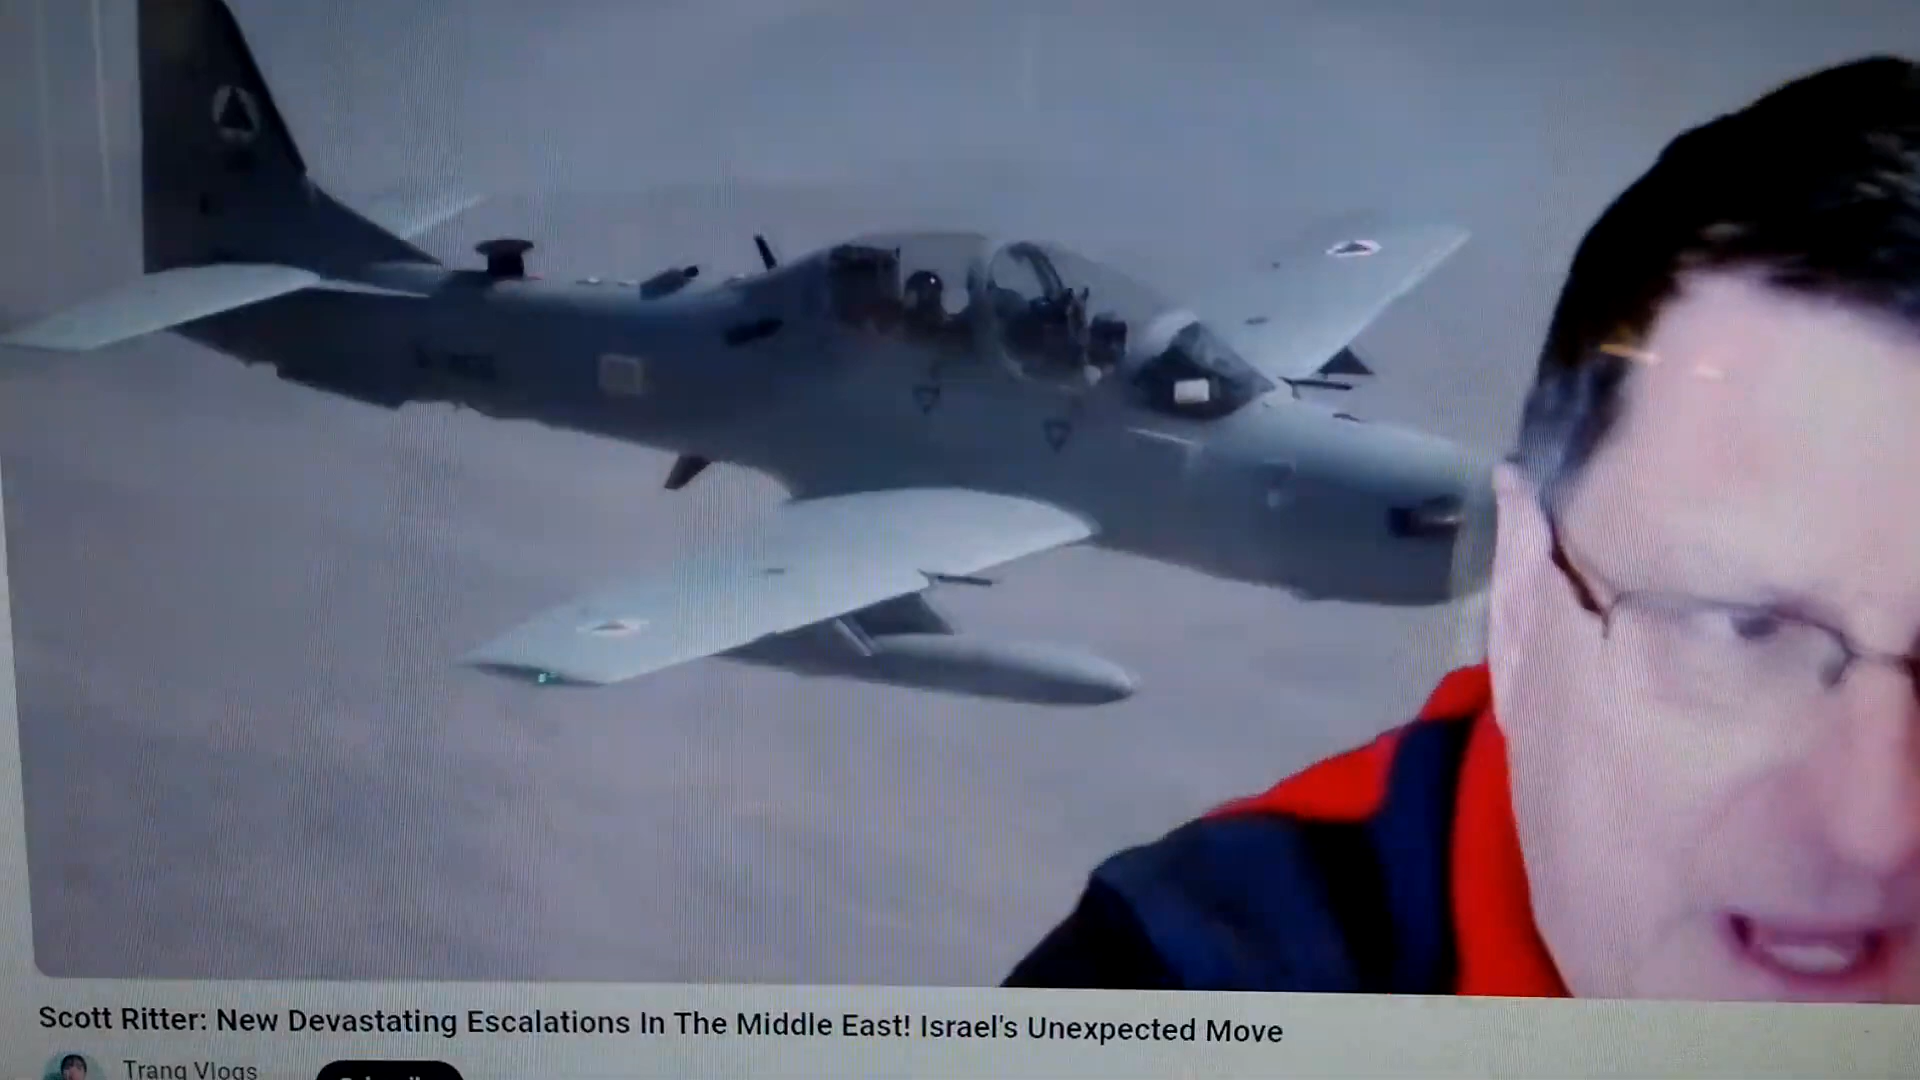 Scott Ritter: New Devastating Escalations In The Middle East! Israel's Unexpected Move
Trang Vlogs